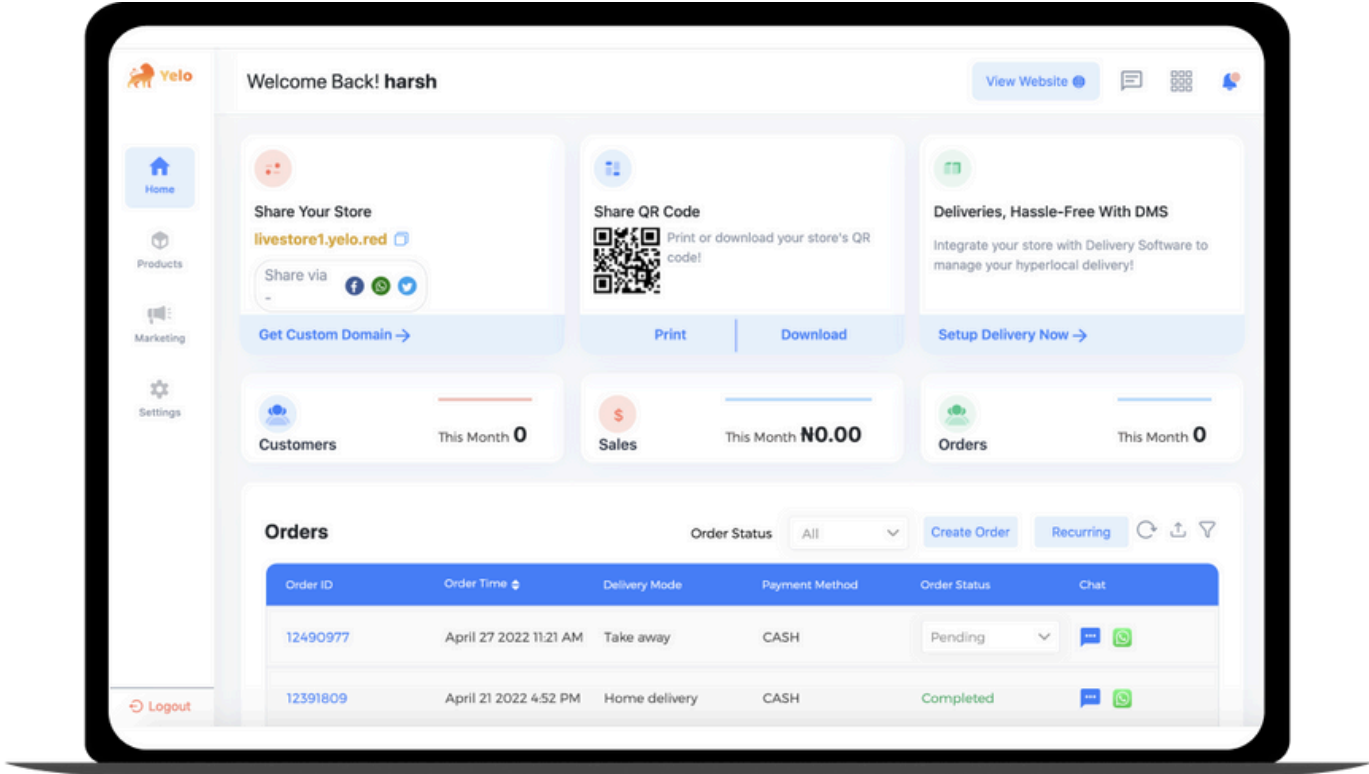 Yelo
Welcome Back! harsh
View Website
Home
Products
Marketing
Settings
Logout
Share Your Store
livestore1.yelo.red
Share via
-
Get Custom Domain →
Share QR Code
Print or download your store's QR
code!
Print
Download
Deliveries, Hassle-Free With DMS
Integrate your store with Delivery Software to
manage your hyperlocal delivery!
Setup Delivery Now →
Customers
This Month 0
$
Sales
This Month ₦0.00
Orders
This Month 0
Orders
Order Status All Create Order Recurring
Order ID Order Time Delivery Mode Payment Method Order Status Chat
12490977 April 27 2022 11:21 AM Take away CASH Pending
12391809 April 21 2022 4:52 PM Home delivery CASH Completed